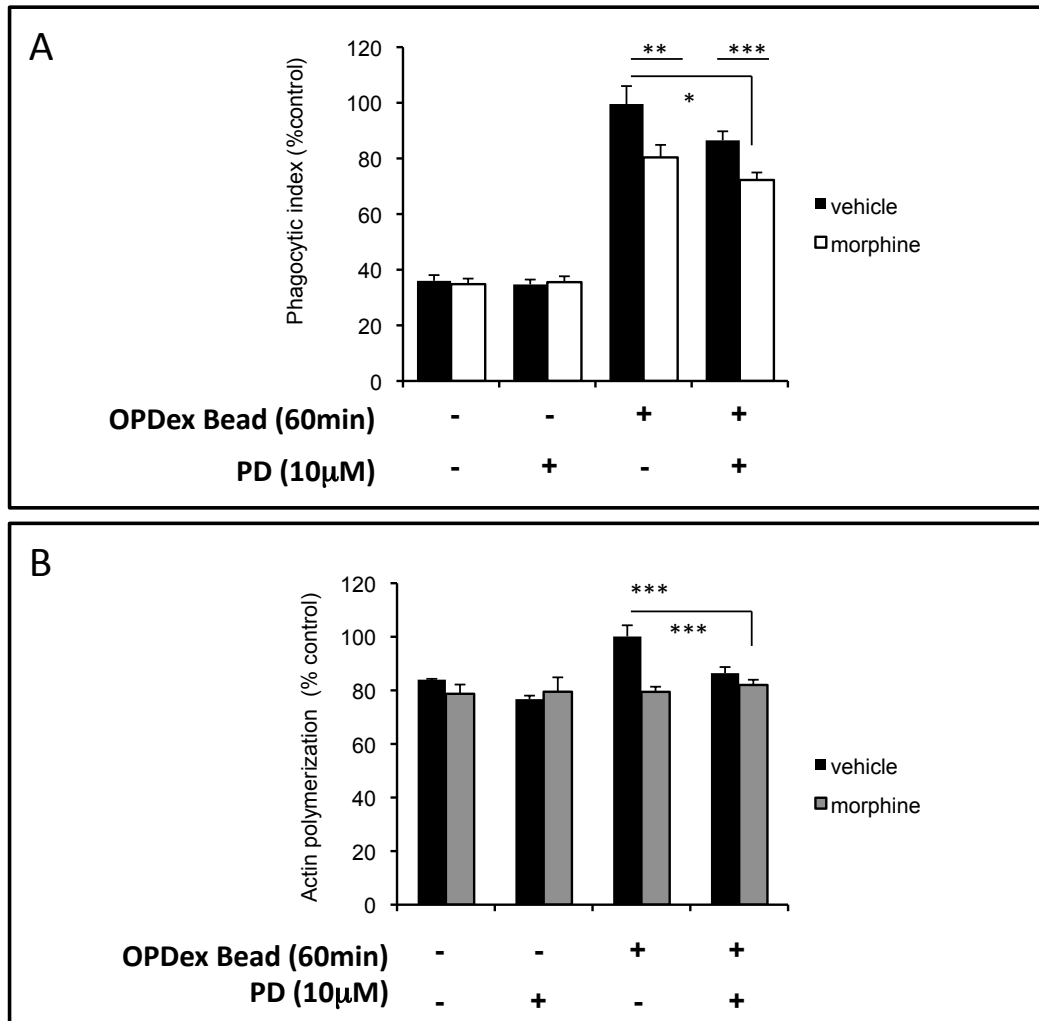 A
Phagocytic index (%control)
120
100
80
60
40
20
0
** ***
*
vehicle
morphine
OPDex Bead (60min) - - + +
PD (10μM) - + - +
B
Actin polymerization (% control)
120
100
80
60
40
20
0
***
***
vehicle
morphine
OPDex Bead (60min) - - + +
PD (10μM) - + - +